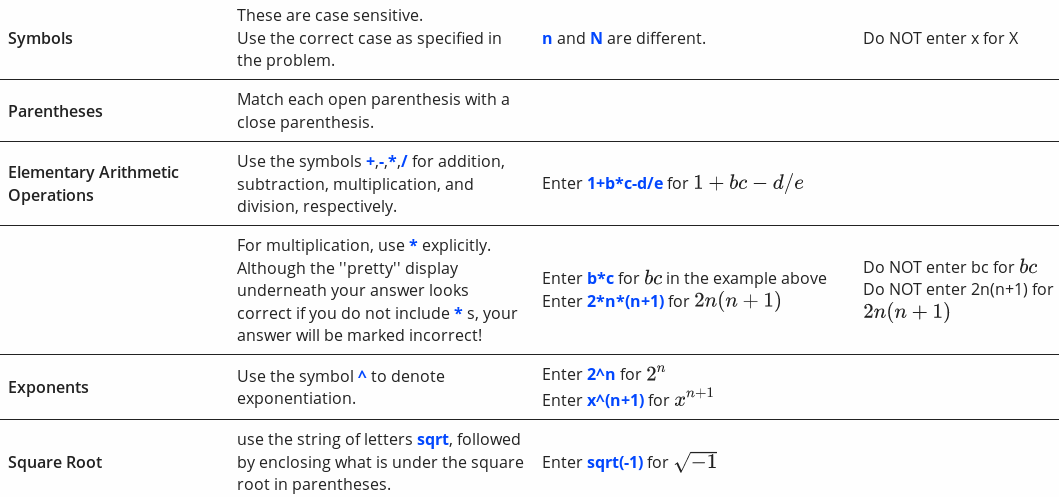 Symbols
These are case sensitive.
Use the correct case as specified in
the problem.
n and N are different.
Do NOT enter x for X
Parentheses
Match each open parenthesis with a
close parenthesis.
Elementary Arithmetic
Operations
Use the symbols +,-,*,/ for addition,
subtraction, multiplication, and
division, respectively.
Enter 1+b*c-d/e for 1 + bc − d/e
For multiplication, use * explicitly.
Although the ''pretty'' display
underneath your answer looks
correct if you do not include * s, your
answer will be marked incorrect!
Enter b*c for bc in the example above
Enter 2*n*(n+1) for 2n(n + 1)
Do NOT enter bc for bc
Do NOT enter 2n(n+1) for
2n(n + 1)
Exponents
Use the symbol ^ to denote
exponentiation.
Enter 2^n for 2ⁿ
Enter x^(n+1) for xⁿ⁺¹
Square Root
use the string of letters sqrt, followed
by enclosing what is under the square
root in parentheses.
Enter sqrt(-1) for √−1